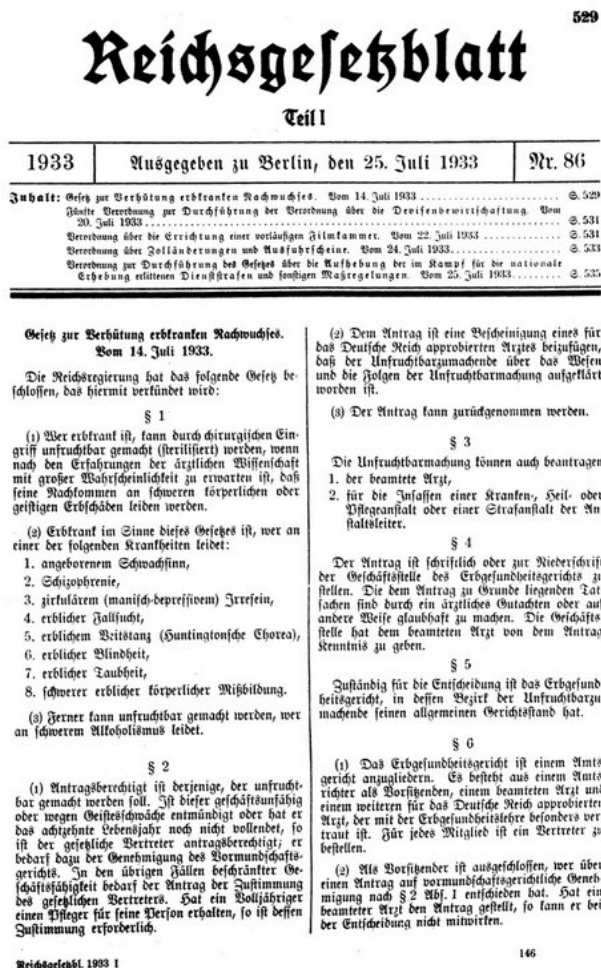 529
Reichsgesetzblatt
Teil I
1933 Ausgegeben zu Berlin, den 25. Juli 1933 Nr. 86
Inhalt: Gesetz zur Verhütung erbkranken Nachwuchses. Vom 14. Juli 1933 S. 529
Fünfte Verordnung zur Durchführung der Verordnung über die Devisenbewirtschaftung. Vom
20. Juli 1933 S. 531
Verordnung über die Errichtung einer vorläufigen Filmkammer. Vom 22. Juli 1933 S. 531
Verordnung über Zolländerungen und Ausfuhrscheine. Vom 24. Juli 1933 S. 533
Verordnung zur Durchführung des Gesetzes über die Aufhebung der im Kampf für die nationale
Erhebung erlittenen Dienststrafen und sonstigen Maßregelungen. Vom 25. Juli 1933 S. 535
Gesetz zur Verhütung erbkranken Nachwuchses.
Vom 14. Juli 1933.
Die Reichsregierung hat das folgende Gesetz be-
schlossen, das hiermit verkündet wird:
§ 1
(1) Wer erbkrank ist, kann durch chirurgischen Ein-
griff unfruchtbar gemacht (sterilisiert) werden, wenn
nach den Erfahrungen der ärztlichen Wissenschaft
mit großer Wahrscheinlichkeit zu erwarten ist, daß
seine Nachkommen an schweren körperlichen oder
geistigen Erbschäden leiden werden.
(2) Erbkrank im Sinne dieses Gesetzes ist, wer an
einer der folgenden Krankheiten leidet:
1. angeborenem Schwachsinn,
2. Schizophrenie,
3. zirkulärem (manisch-depressivem) Irresein,
4. erblicher Fallsucht,
5. erblichem Veitstanz (Huntingtonsche Chorea),
6. erblicher Blindheit,
7. erblicher Taubheit,
8. schwerer erblicher körperlicher Mißbildung.
(3) Ferner kann unfruchtbar gemacht werden, wer
an schwerem Alkoholismus leidet.
§ 2
(1) Antragsberechtigt ist derjenige, der unfrucht-
bar gemacht werden soll. Ist dieser geschäftsunfähig
oder wegen Geistesschwäche entmündigt oder hat er
das achtzehnte Lebensjahr noch nicht vollendet, so
ist der gesetzliche Vertreter antragsberechtigt; er
bedarf dazu der Genehmigung des Vormundschafts-
gerichts. In den übrigen Fällen beschränkter Ge-
schäftsfähigkeit bedarf der Antrag der Zustimmung
des gesetzlichen Vertreters. Hat ein Volljähriger
einen Pfleger für seine Person erhalten, so ist dessen
Zustimmung erforderlich.
Reichsgesetzbl. 1933 I
(2) Dem Antrag ist eine Bescheinigung eines für
das Deutsche Reich approbierten Arztes beizufügen,
daß der Unfruchtbarzumachende über das Wesen
und die Folgen der Unfruchtbarmachung aufgeklärt
worden ist.
(3) Der Antrag kann zurückgenommen werden.
§ 3
Die Unfruchtbarmachung können auch beantragen
1. der beamtete Arzt,
2. für die Insassen einer Kranken-, Heil- oder
Pflegeanstalt oder einer Strafanstalt der An
staltsleiter.
§ 4
Der Antrag ist schriftlich oder zur Niederschrif
der Geschäftsstelle des Erbgesundheitsgerichts zu
stellen. Die dem Antrag zu Grunde liegenden Tat
sachen sind durch ein ärztliches Gutachten oder auf
andere Weise glaubhaft zu machen. Die Geschäfts
stelle hat dem beamteten Arzt von dem Antrag
Kenntnis zu geben.
§ 5
Zuständig für die Entscheidung ist das Erbgesund
heitsgericht, in dessen Bezirk der Unfruchtbarzu
machende seinen allgemeinen Gerichtsstand hat.
§ 6
(1) Das Erbgesundheitsgericht ist einem Amts
gericht anzugliedern. Es besteht aus einem Amts
richter als Vorsitzenden, einem beamteten Arzt und
einem weiteren für das Deutsche Reich approbierten
Arzt, der mit der Erbgesundheitslehre besonders ver
traut ist. Für jedes Mitglied ist ein Vertreter zu
bestellen.
(2) Als Vorsitzender ist ausgeschlossen, wer über
einen Antrag auf vormundschaftsgerichtliche Geneh
migung nach § 2 Abs. 1 entschieden hat. Hat ein
beamteter Arzt den Antrag gestellt, so kann er bei
der Entscheidung nicht mitwirken.
146